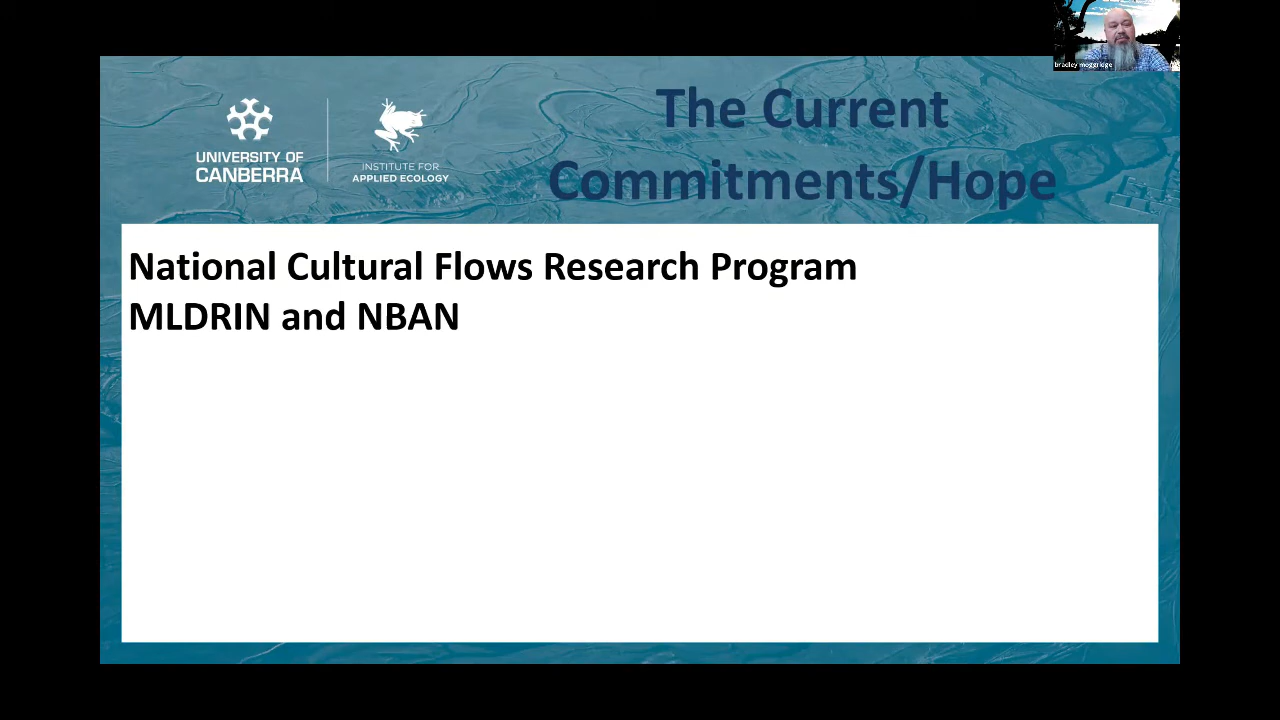 bradley moggridge
The Current
Commitments/Hope
UNIVERSITY OF
CANBERRA
INSTITUTE FOR
APPLIED ECOLOGY
National Cultural Flows Research Program
MLDRIN and NBAN